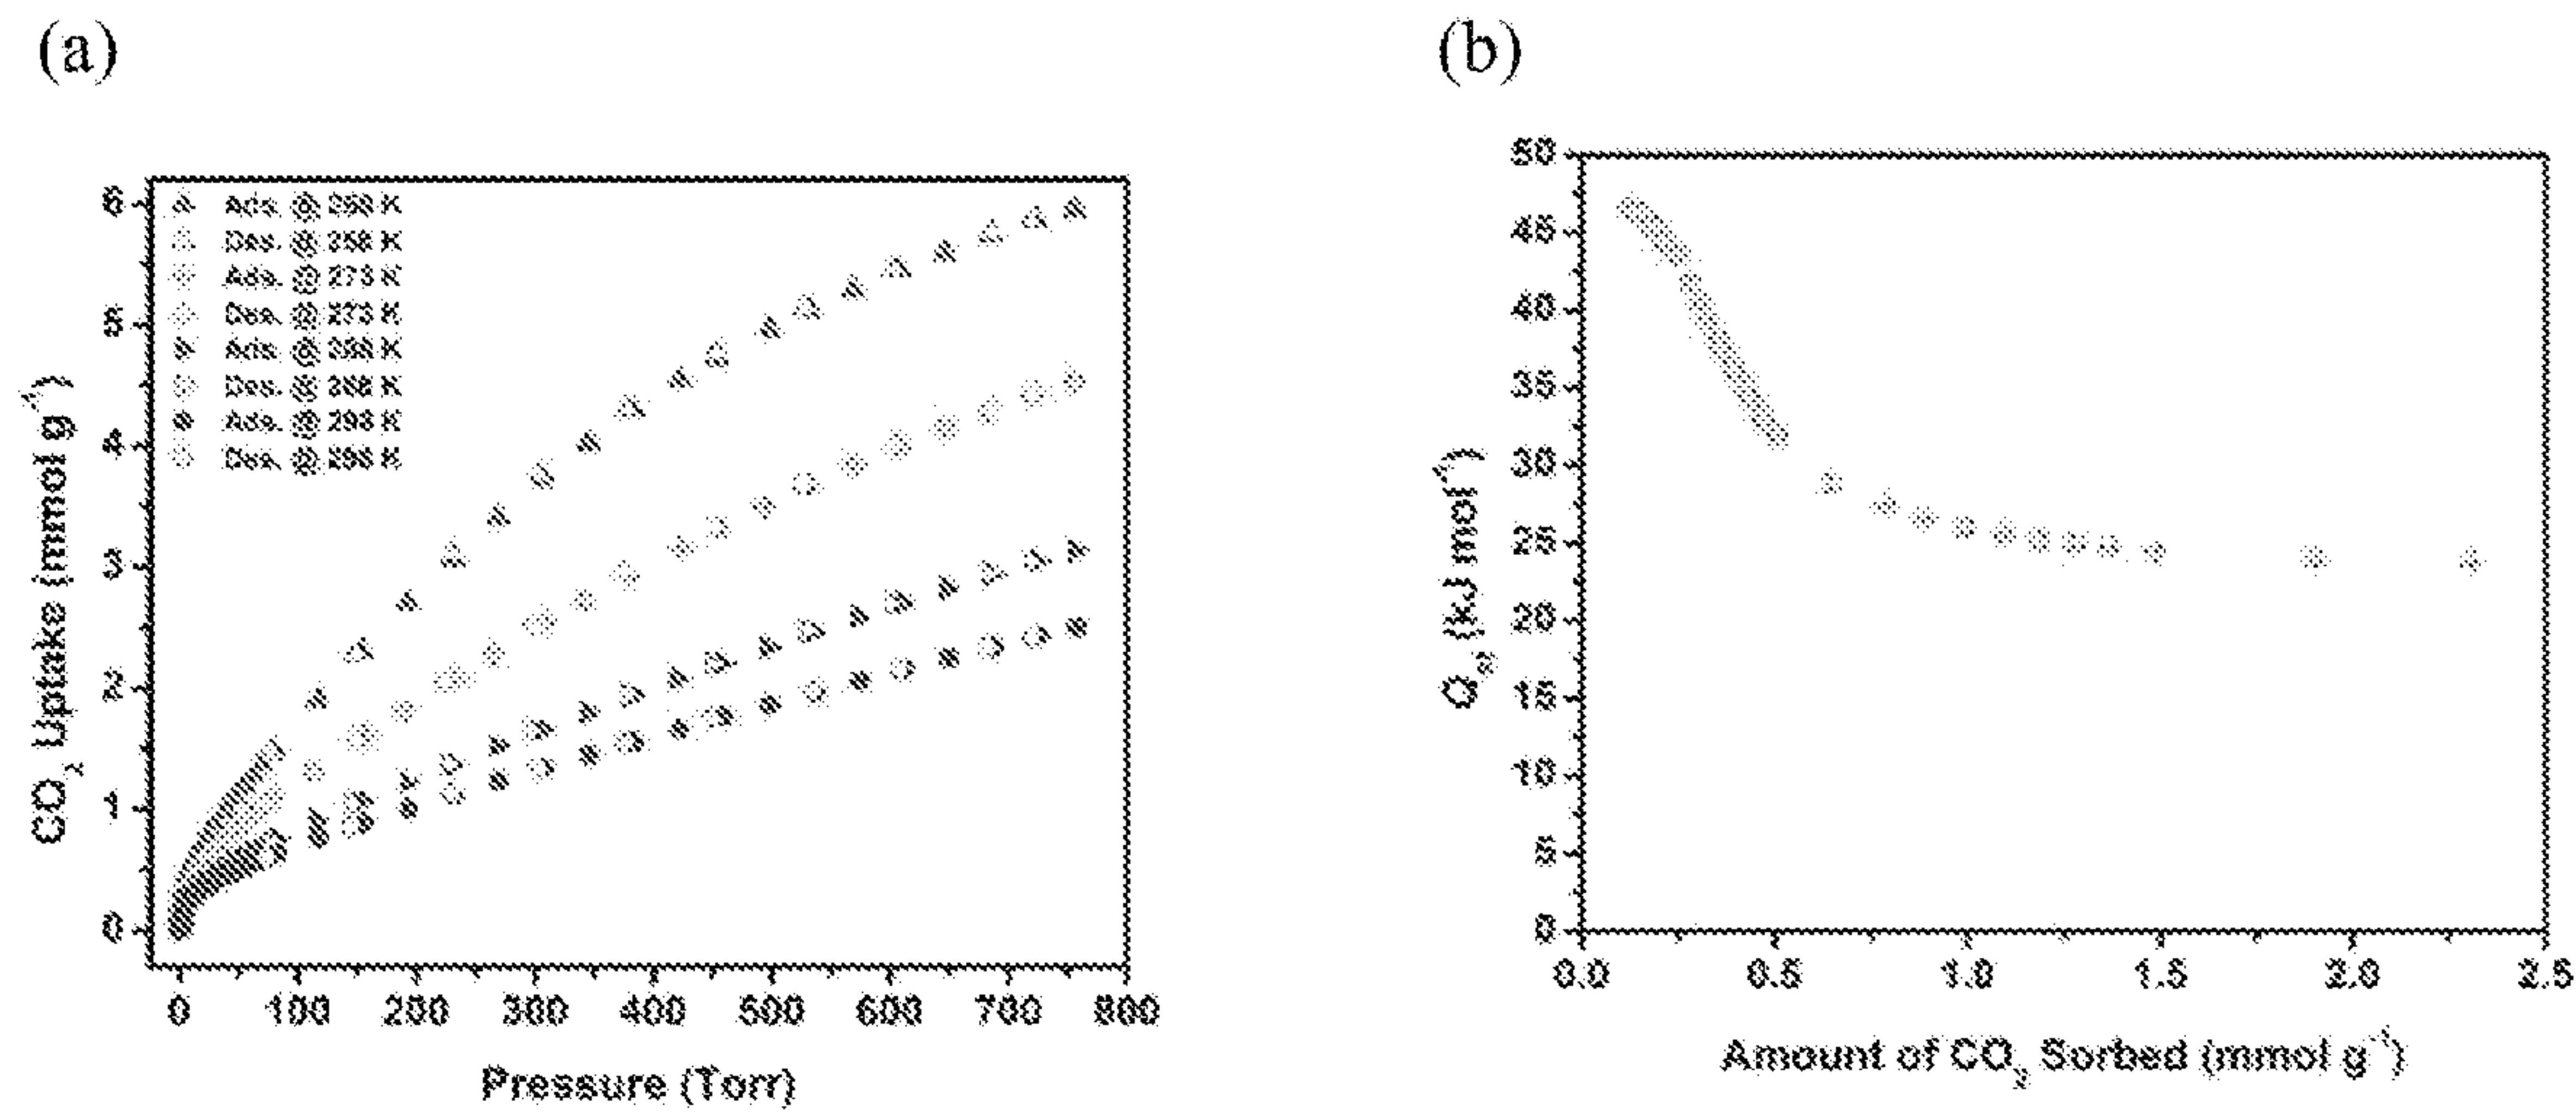 (a)
(b)
Ads. @ 258 K
Des. @ 258 K
Ads. @ 273 K
Des. @ 273 K
Ads. @ 288 K
Des. @ 288 K
Ads. @ 298 K
Des. @ 298 K
6
5
4
3
2
1
0
CO2 Uptake (mmol g-1)
0 100 200 300 400 500 600 700 800
Pressure (Torr)
50
45
40
35
30
25
20
15
10
5
0
Qst (kJ mol-1)
0.0 0.5 1.0 1.5 2.0 2.5
Amount of CO2 Sorbed (mmol g-1)